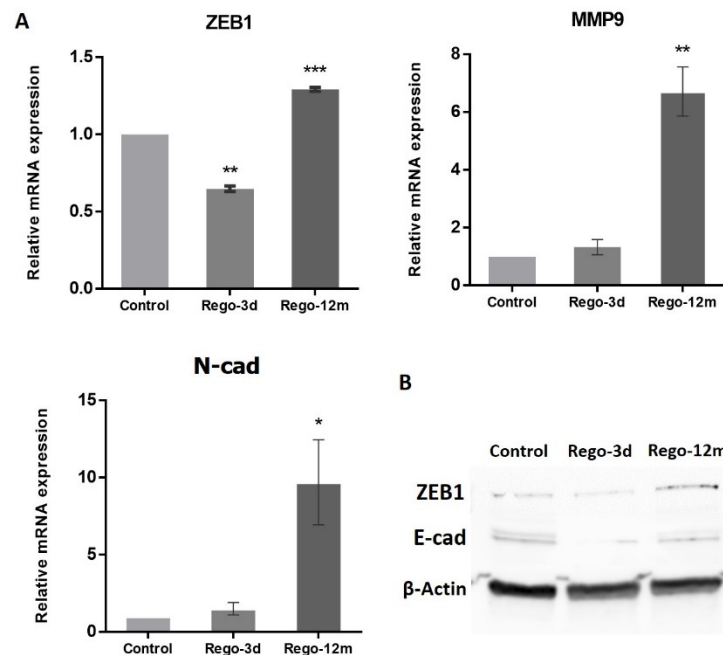 A
ZEB1
Relative mRNA expression
1.5
1.0
0.5
0.0
**
***
Control Rego-3d Rego-12m
MMP9
Relative mRNA expression
8
6
4
2
0
**
Control Rego-3d Rego-12m
N-cad
Relative mRNA expression
15
10
5
0
*
Control Rego-3d Rego-12m
B
Control Rego-3d Rego-12m
ZEB1
E-cad
β-Actin